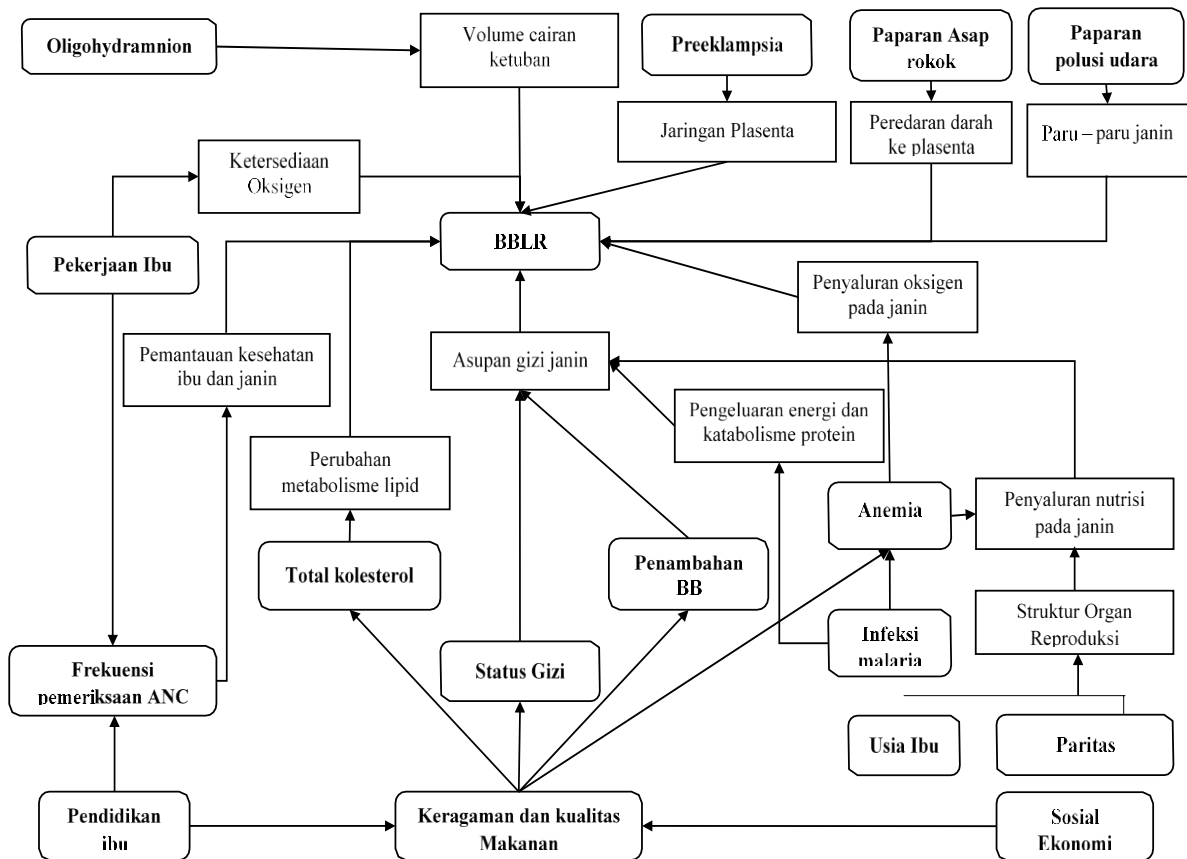 Oligohydramnion
Volume cairan
ketuban
Preeklampsia
Paparan Asap
rokok
Paparan
polusi udara
Jaringan Plasenta
Peredaran darah
ke plasenta
Paru – paru janin
Ketersediaan
Oksigen
BBLR
Pekerjaan Ibu
Penyaluran oksigen
pada janin
Pemantauan kesehatan
ibu dan janin
Asupan gizi janin
Pengeluaran energi dan
katabolisme protein
Perubahan
metabolisme lipid
Anemia
Penyaluran nutrisi
pada janin
Total kolesterol
Penambahan
BB
Infeksi
malaria
Struktur Organ
Reproduksi
Frekuensi
pemeriksaan ANC
Status Gizi
Usia Ibu
Paritas
Pendidikan
ibu
Keragaman dan kualitas
Makanan
Sosial
Ekonomi